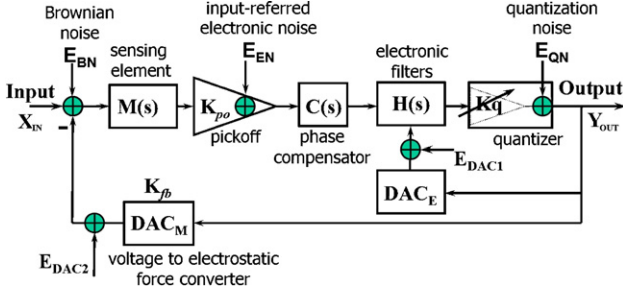 Brownian noise
E_BN
input-referred electronic noise
E_EN
quantization noise
E_QN
sensing element
electronic filters
Input
X_IN
-
M(s)
K_po
pickoff
C(s)
phase compensator
H(s)
Kq
quantizer
Output
Y_OUT
E_DAC1
DAC_E
K_fb
DAC_M
E_DAC2
voltage to electrostatic force converter